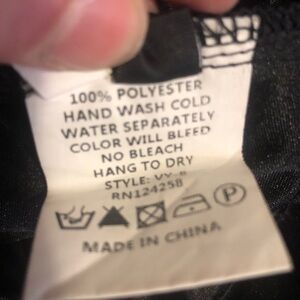 100% POLYESTER
HAND WASH COLD
WATER SEPARATELY
COLOR WILL BLEED
NO BLEACH
HANG TO DRY
STYLE:
RN124258
P
MADE IN CHINA